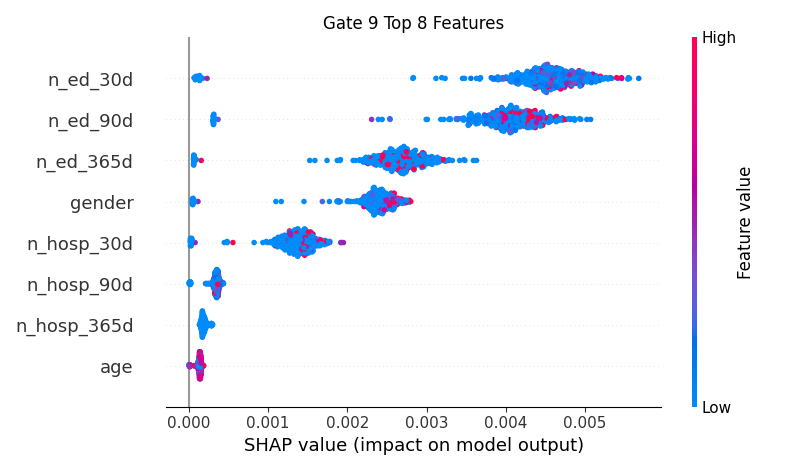 Gate 9 Top 8 Features
High
n_ed_30d
n_ed_90d
n_ed_365d
gender
n_hosp_30d
n_hosp_90d
n_hosp_365d
age
Feature value
Low
0.000 0.001 0.002 0.003 0.004 0.005
SHAP value (impact on model output)